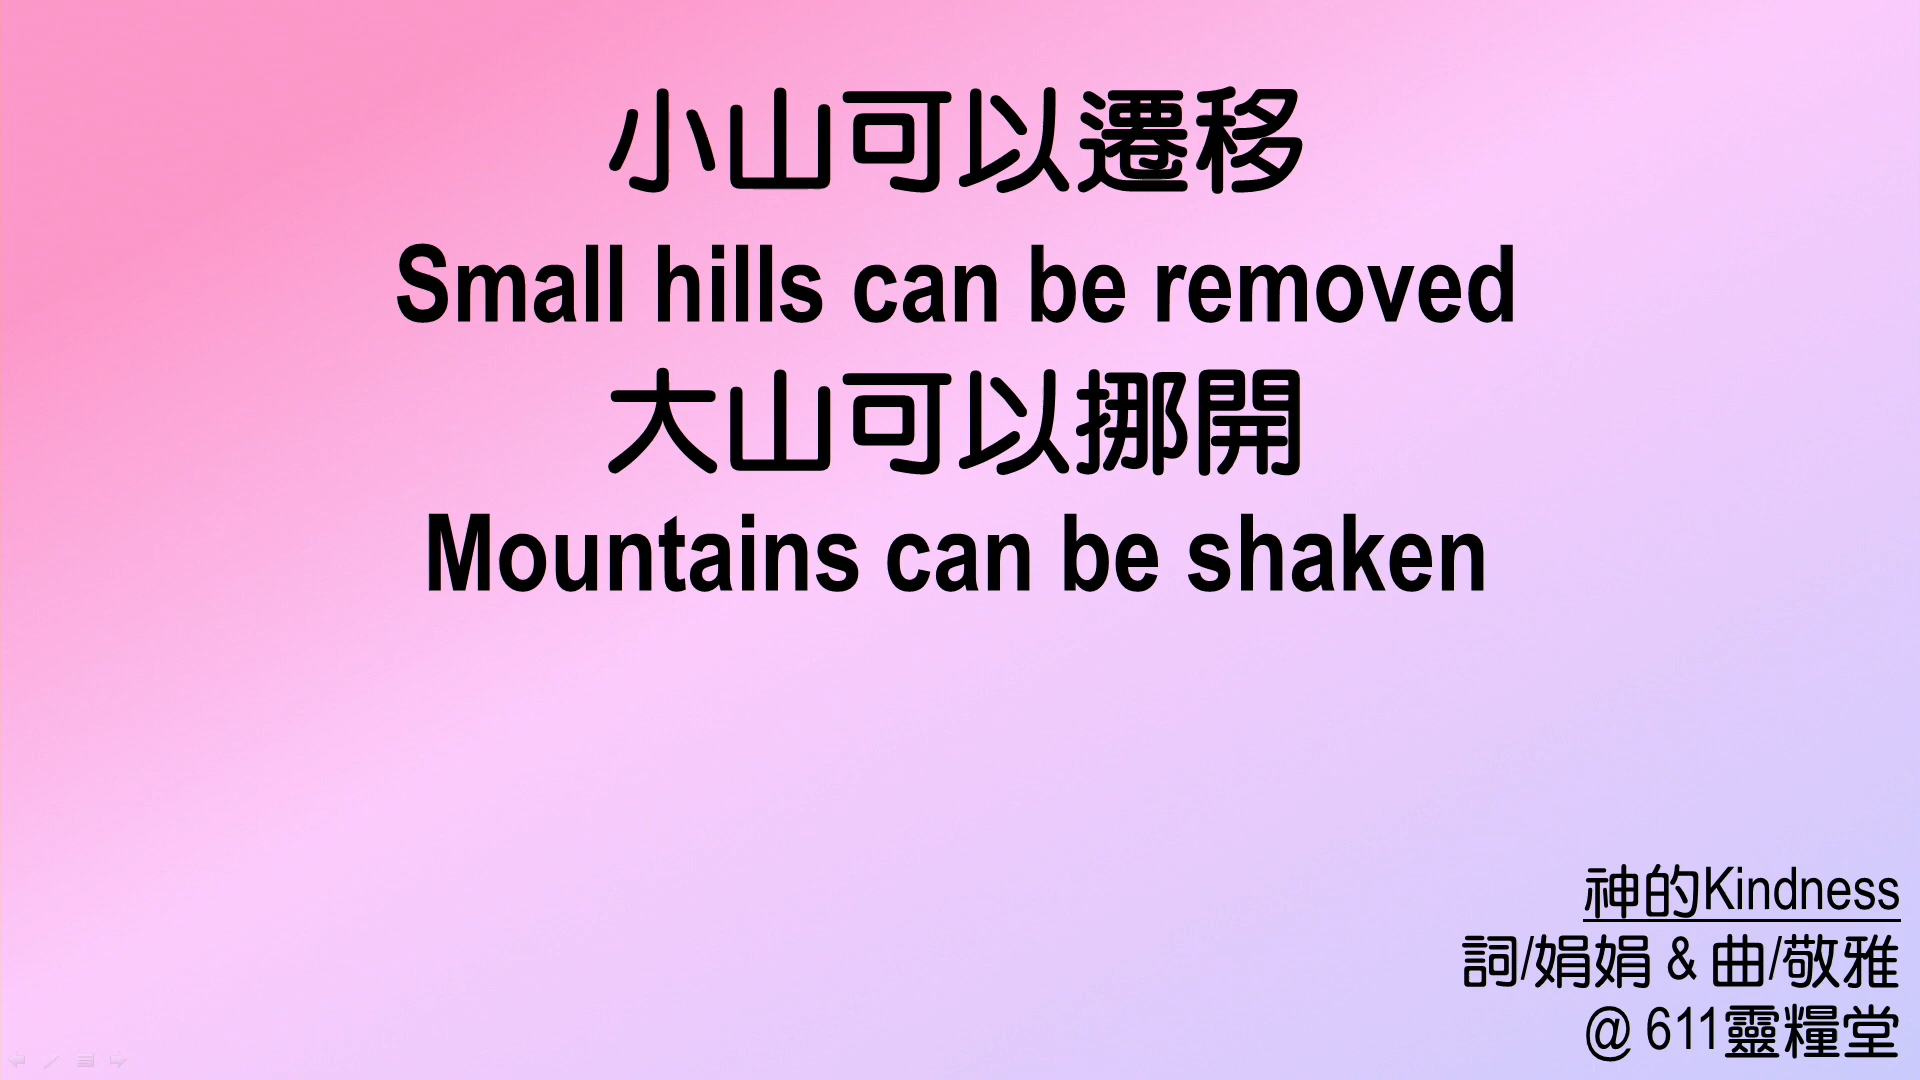 小山可以遷移
Small hills can be removed
大山可以挪開
Mountains can be shaken
神的Kindness
詞/娟娟 & 曲/敬雅
@ 611靈糧堂